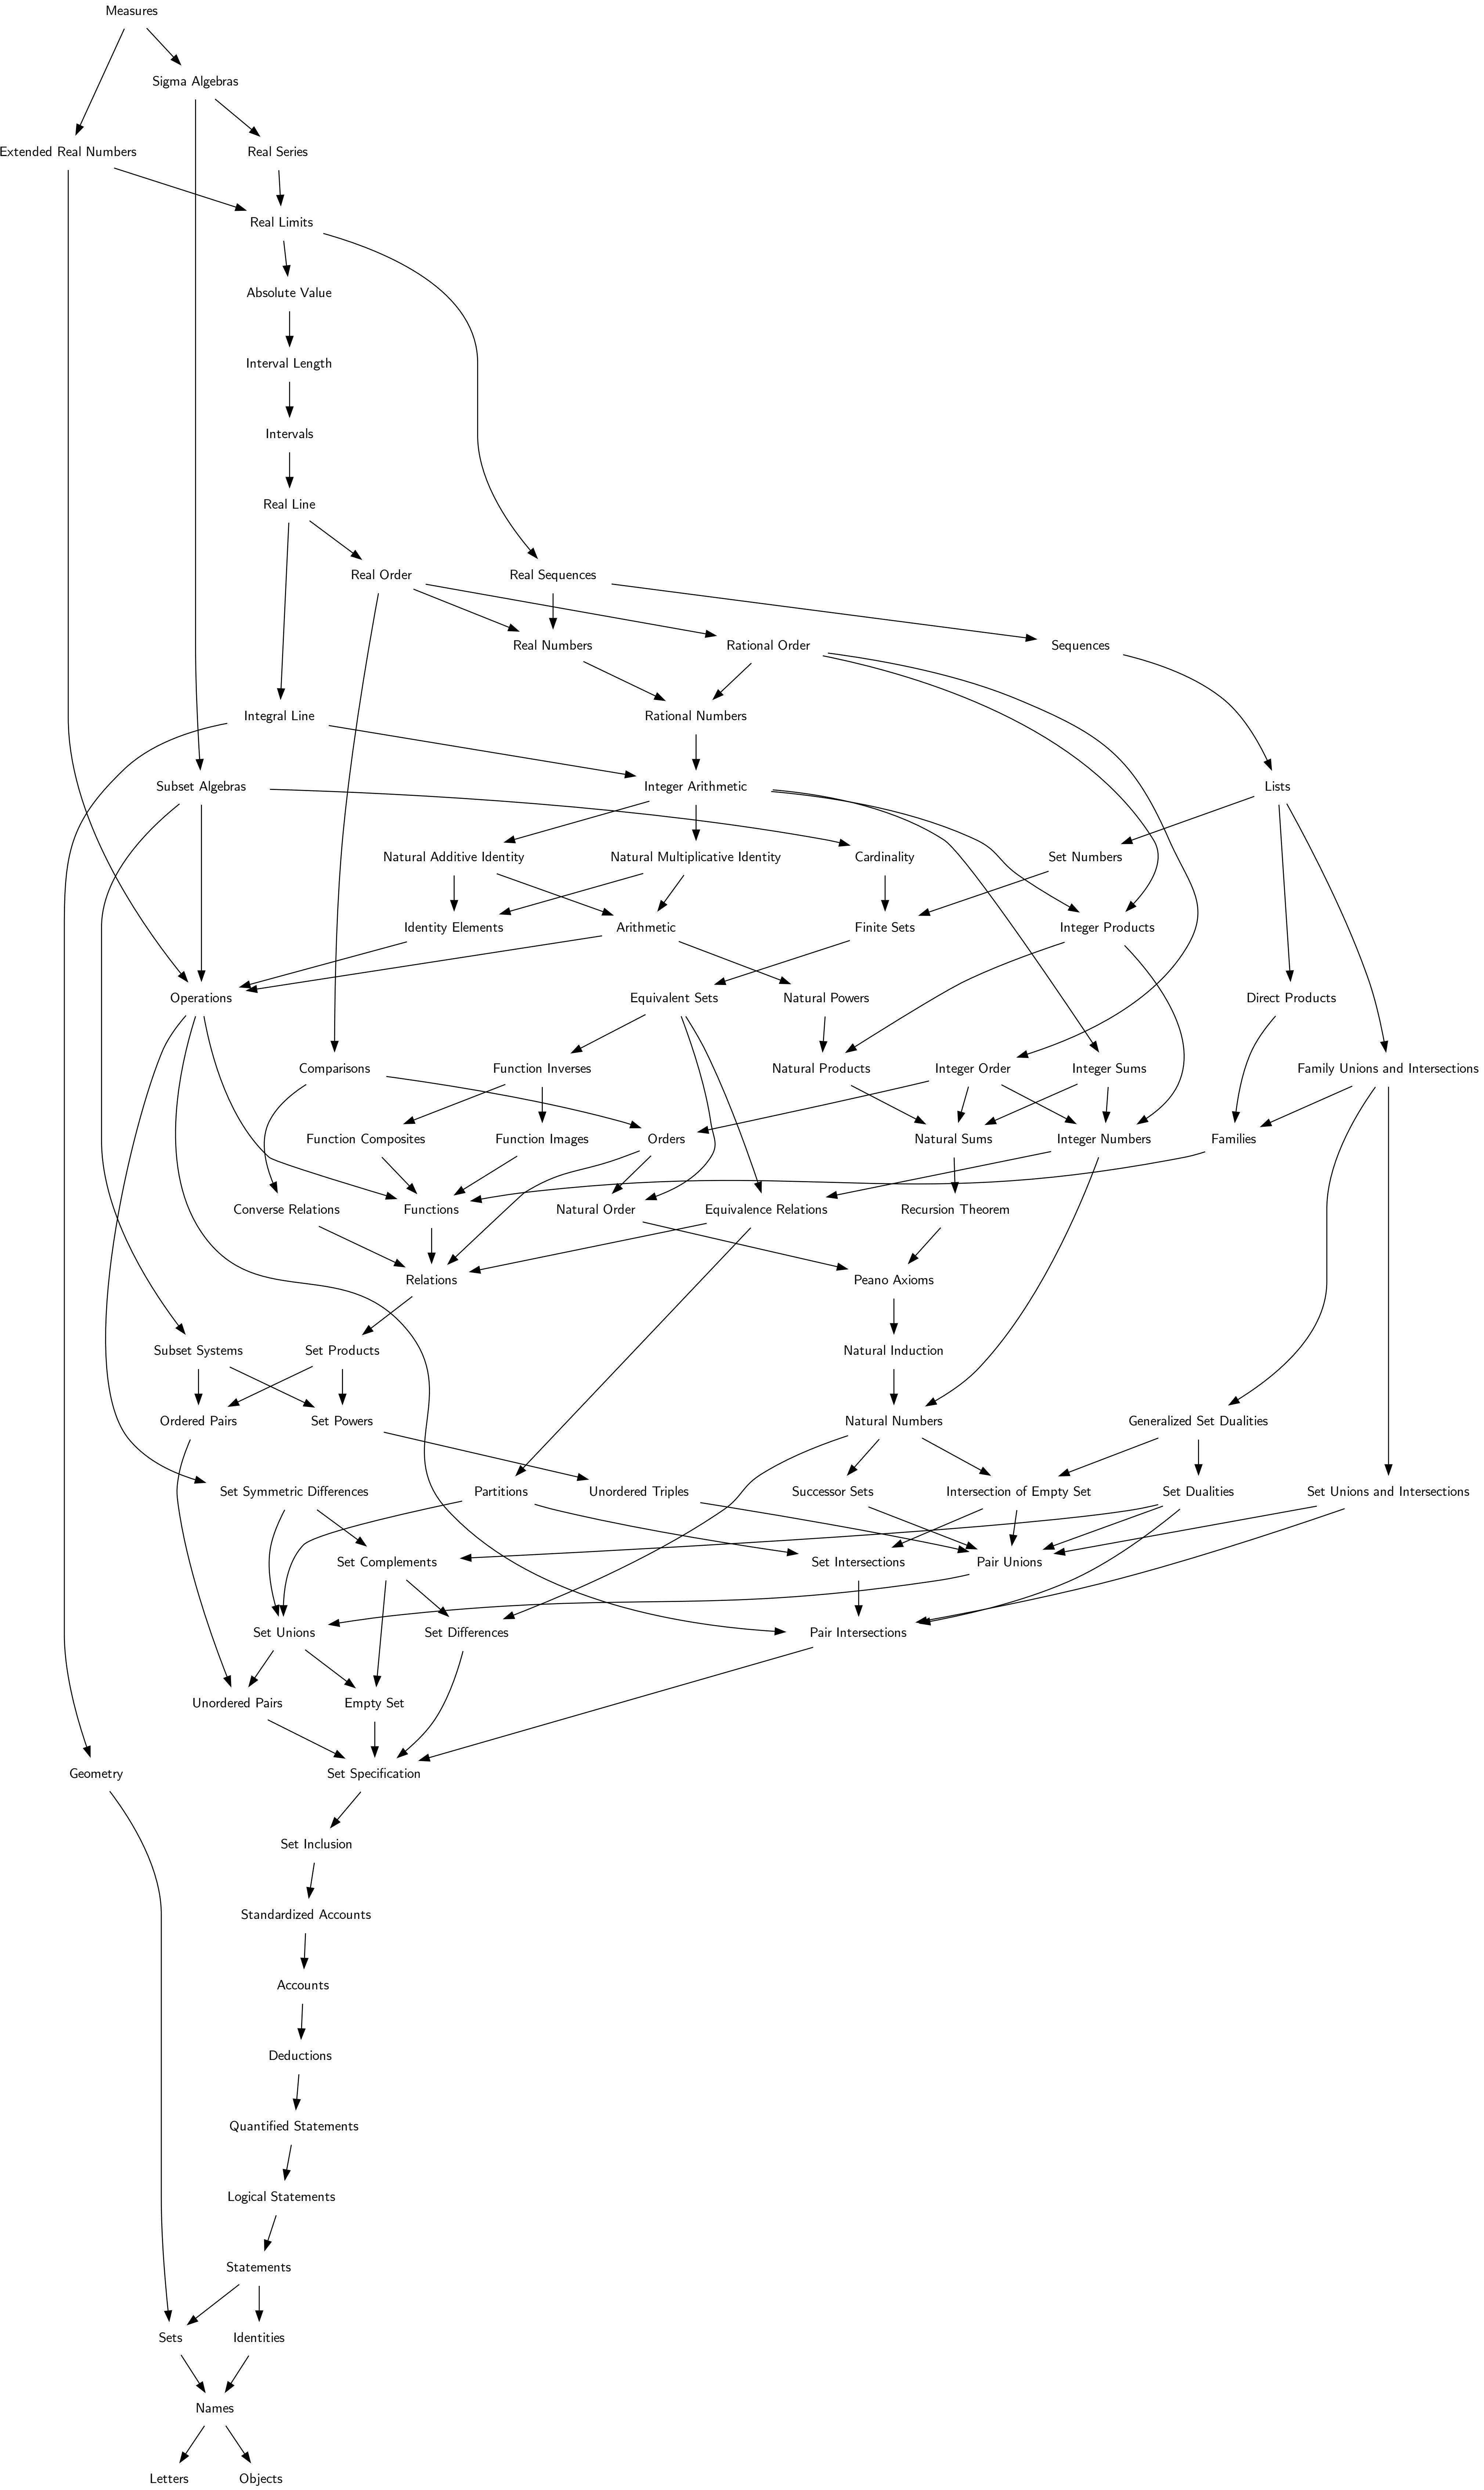 Measures
Sigma Algebras
Extended Real Numbers
Real Series
Real Limits
Absolute Value
Interval Length
Intervals
Real Line
Real Order
Real Sequences
Real Numbers
Rational Order
Sequences
Integral Line
Rational Numbers
Subset Algebras
Integer Arithmetic
Lists
Natural Additive Identity
Natural Multiplicative Identity
Cardinality
Set Numbers
Identity Elements
Arithmetic
Finite Sets
Integer Products
Operations
Equivalent Sets
Natural Powers
Direct Products
Comparisons
Function Inverses
Natural Products
Integer Order
Integer Sums
Family Unions and Intersections
Function Composites
Function Images
Orders
Natural Sums
Integer Numbers
Families
Converse Relations
Functions
Natural Order
Equivalence Relations
Recursion Theorem
Relations
Peano Axioms
Subset Systems
Set Products
Natural Induction
Ordered Pairs
Set Powers
Natural Numbers
Generalized Set Dualities
Set Symmetric Differences
Partitions
Unordered Triples
Successor Sets
Intersection of Empty Set
Set Dualities
Set Unions and Intersections
Set Complements
Set Intersections
Pair Unions
Set Unions
Set Differences
Pair Intersections
Unordered Pairs
Empty Set
Geometry
Set Specification
Set Inclusion
Standardized Accounts
Accounts
Deductions
Quantified Statements
Logical Statements
Statements
Sets
Identities
Names
Letters
Objects